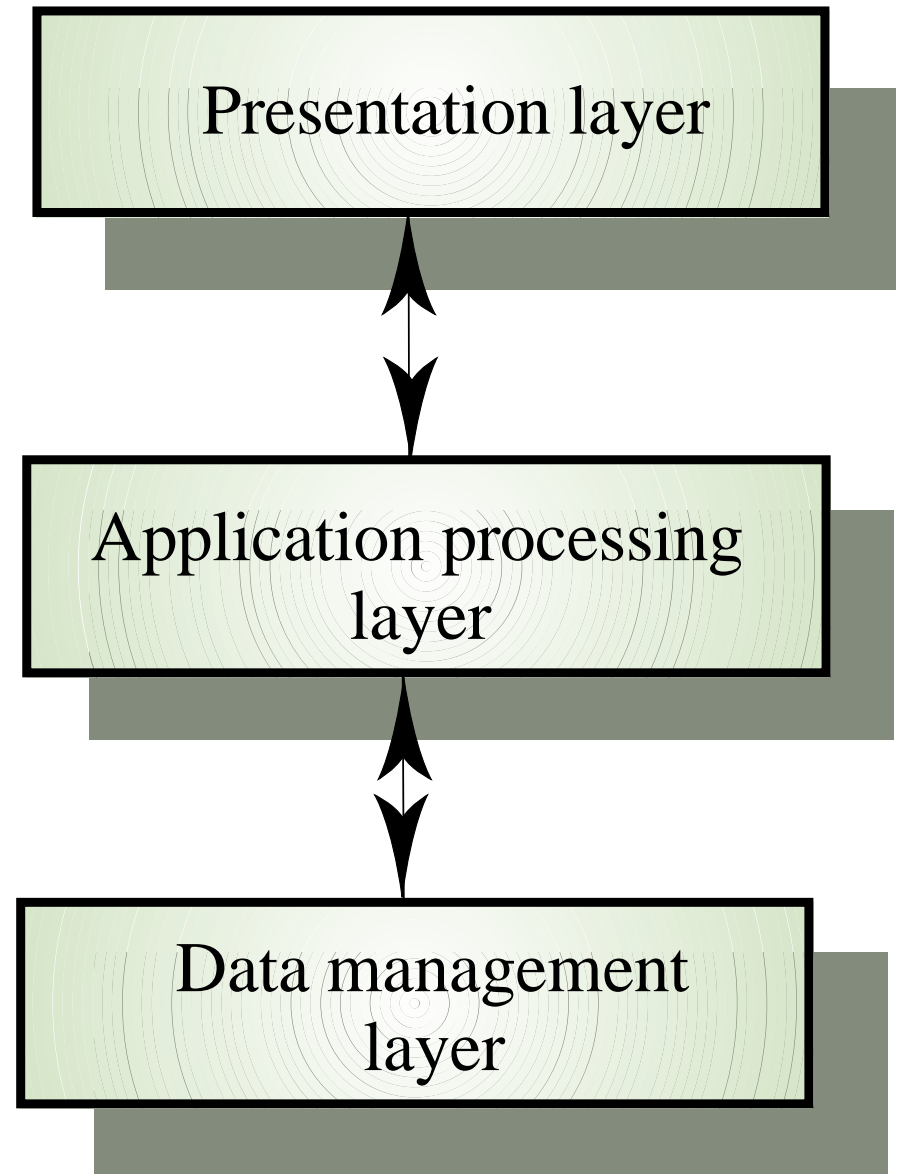 Presentation layer
Application processing
layer
Data management
layer